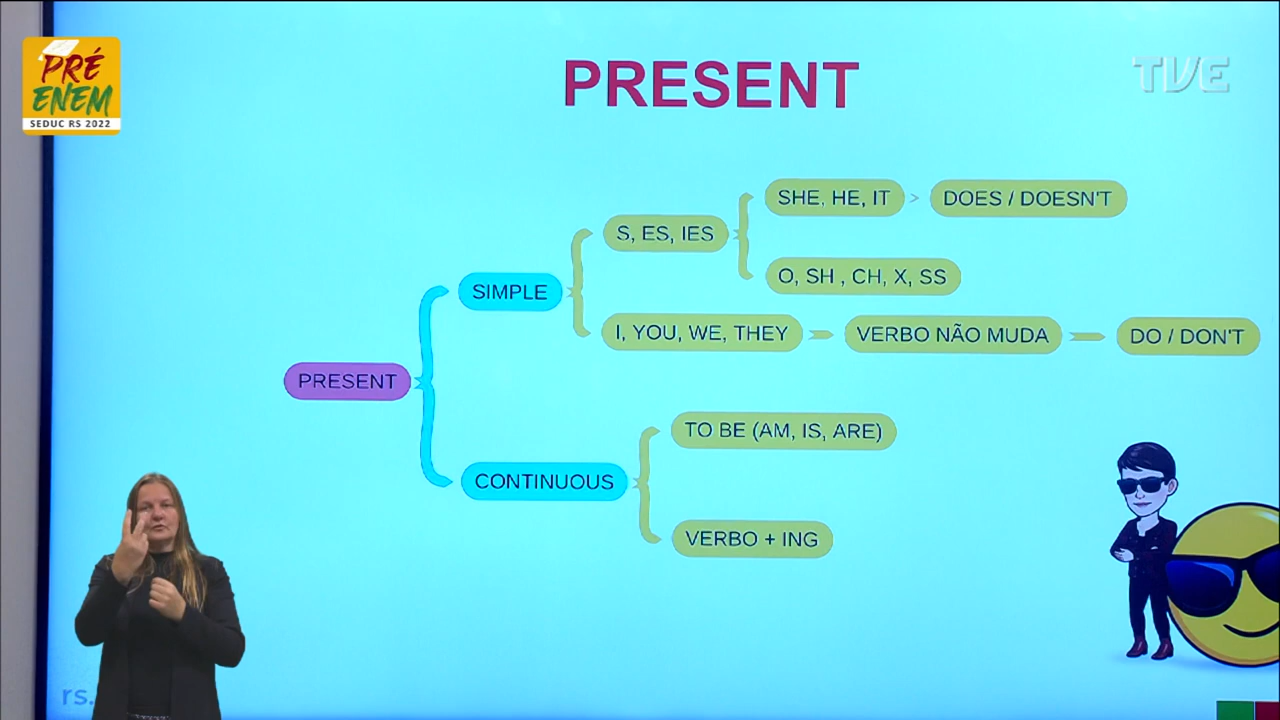 PRÉ
ENEM
SEDUC RS 2022
PRESENT
TVE
SHE, HE, IT > DOES / DOESN'T
S, ES, IES
O, SH , CH, X, SS
SIMPLE
I, YOU, WE, THEY
VERBO NÃO MUDA
DO / DON'T
PRESENT
TO BE (AM, IS, ARE)
CONTINUOUS
VERBO + ING
rs.